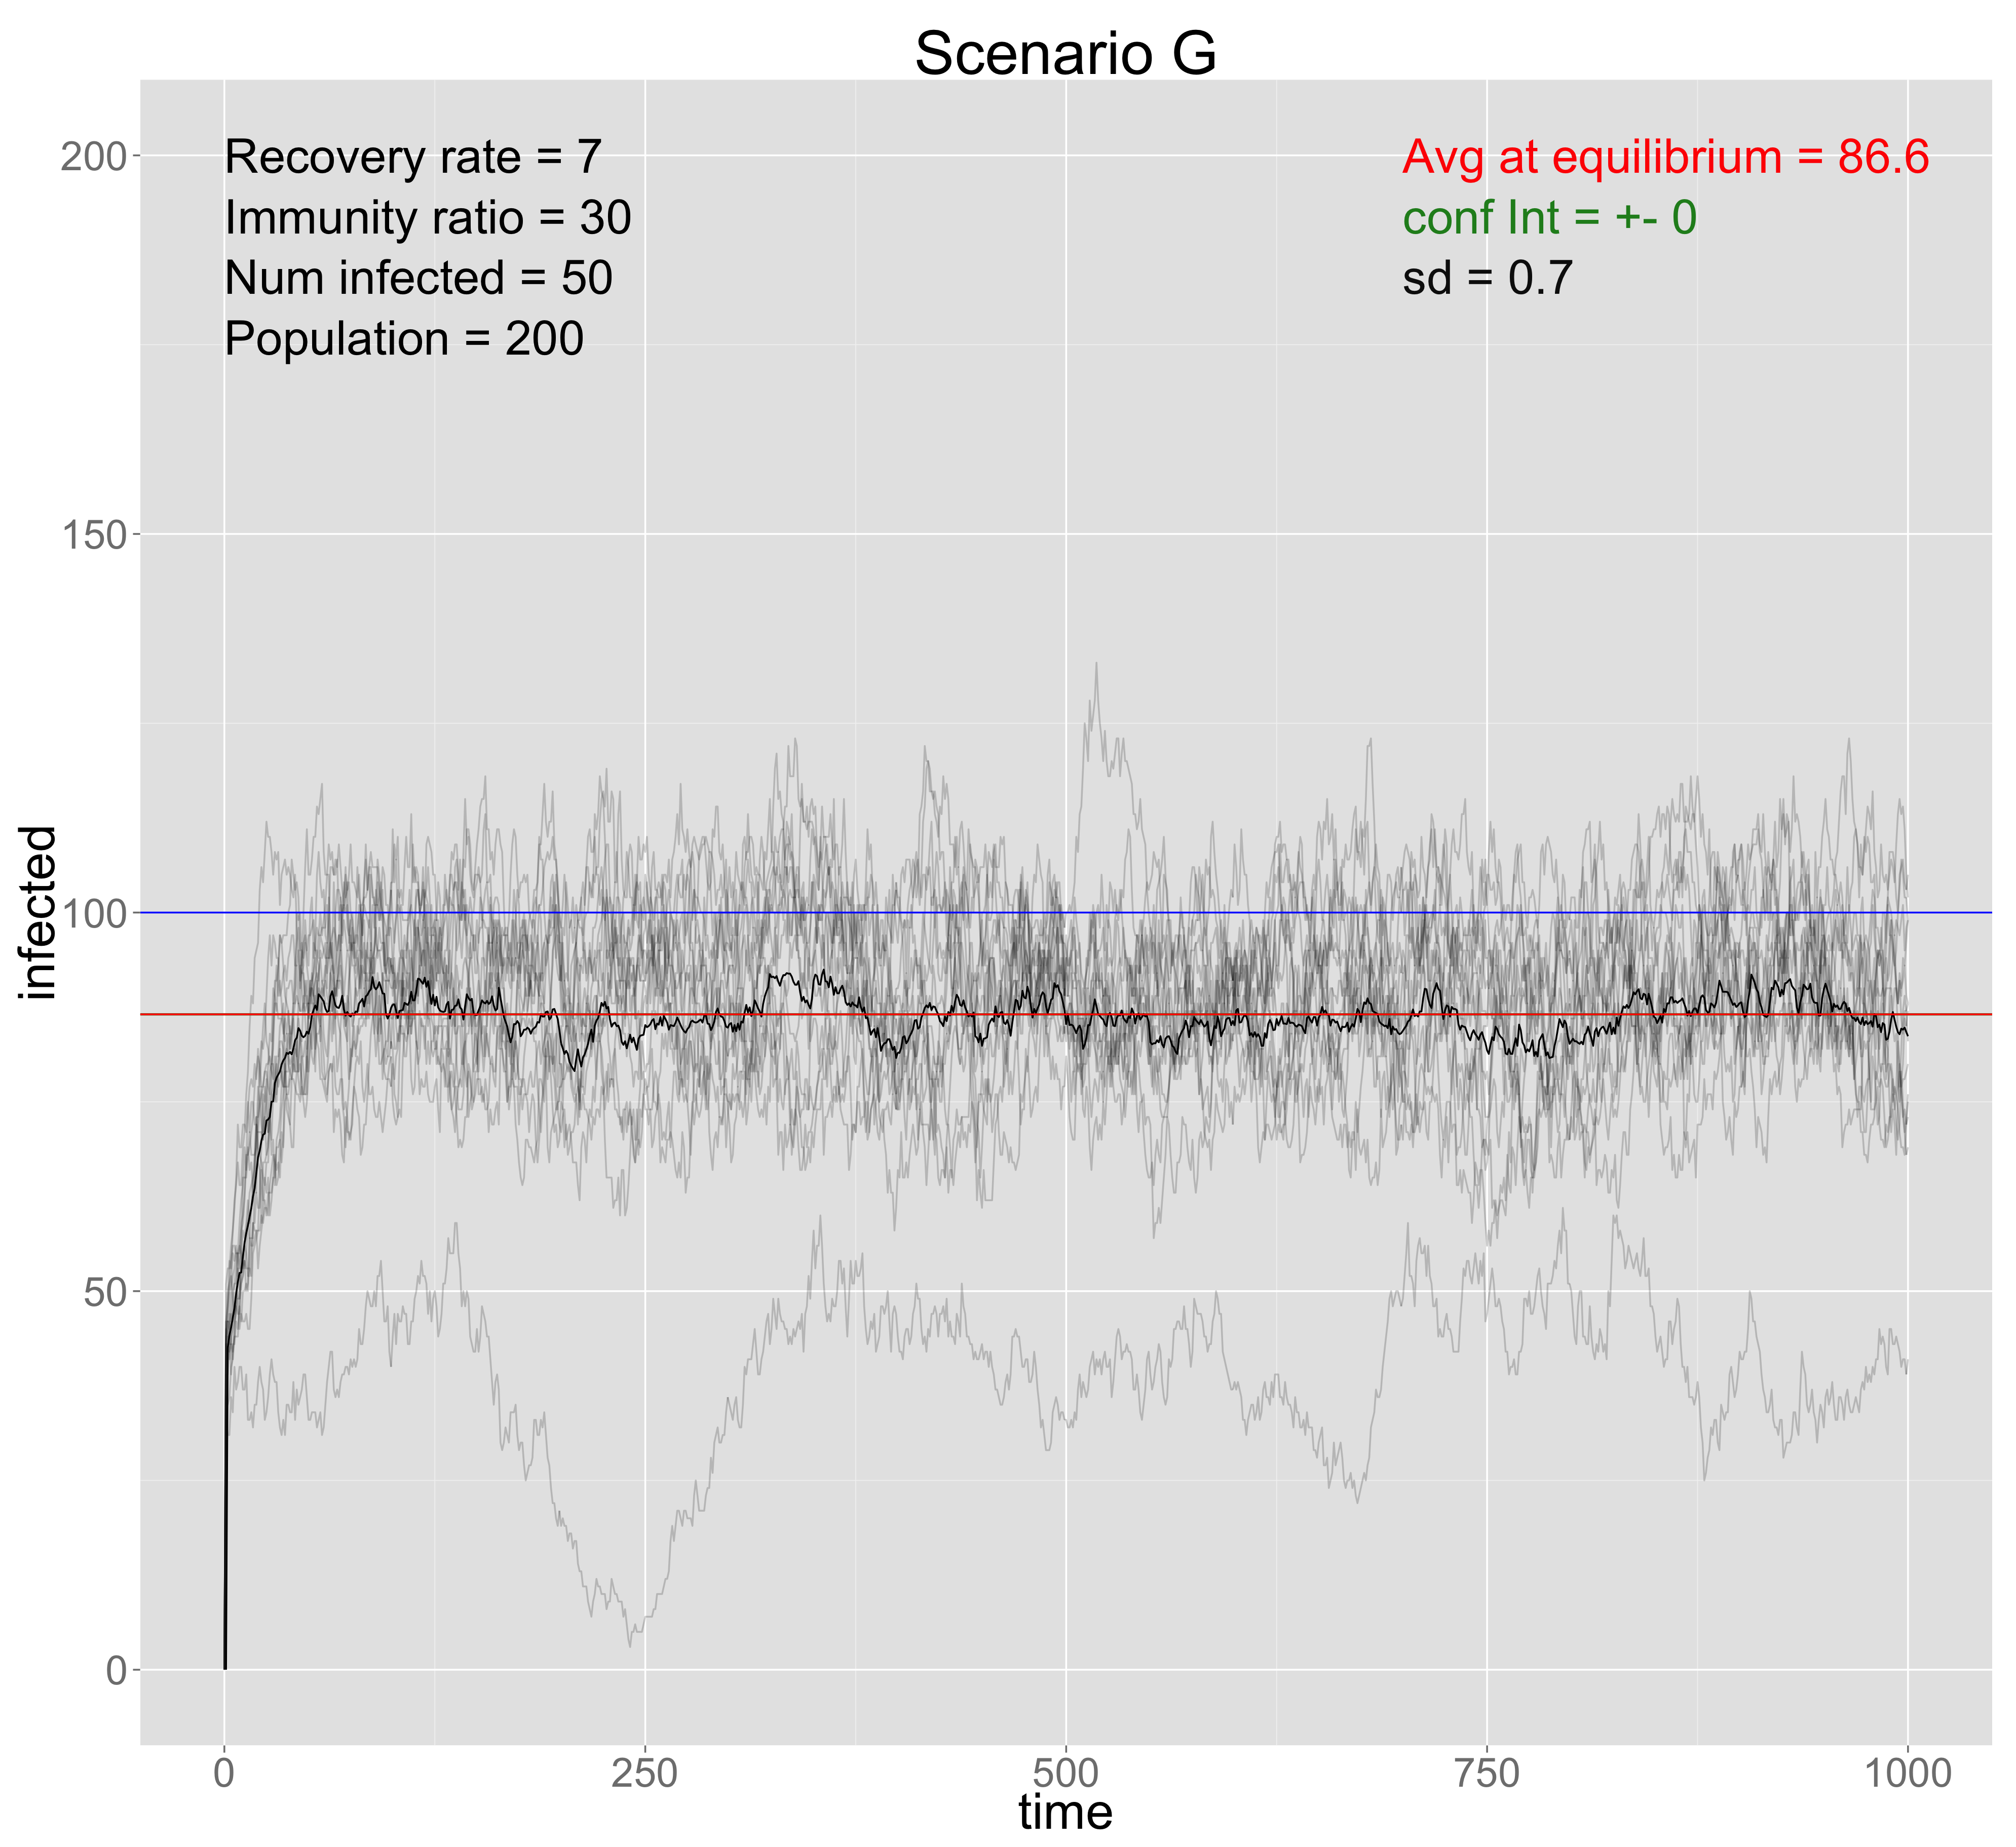 Scenario G
Recovery rate = 7
Immunity ratio = 30
Num infected = 50
Population = 200
Avg at equilibrium = 86.6
conf Int = +- 0
sd = 0.7
infected
200
150
100
50
0
0 250 500 750 1000
time